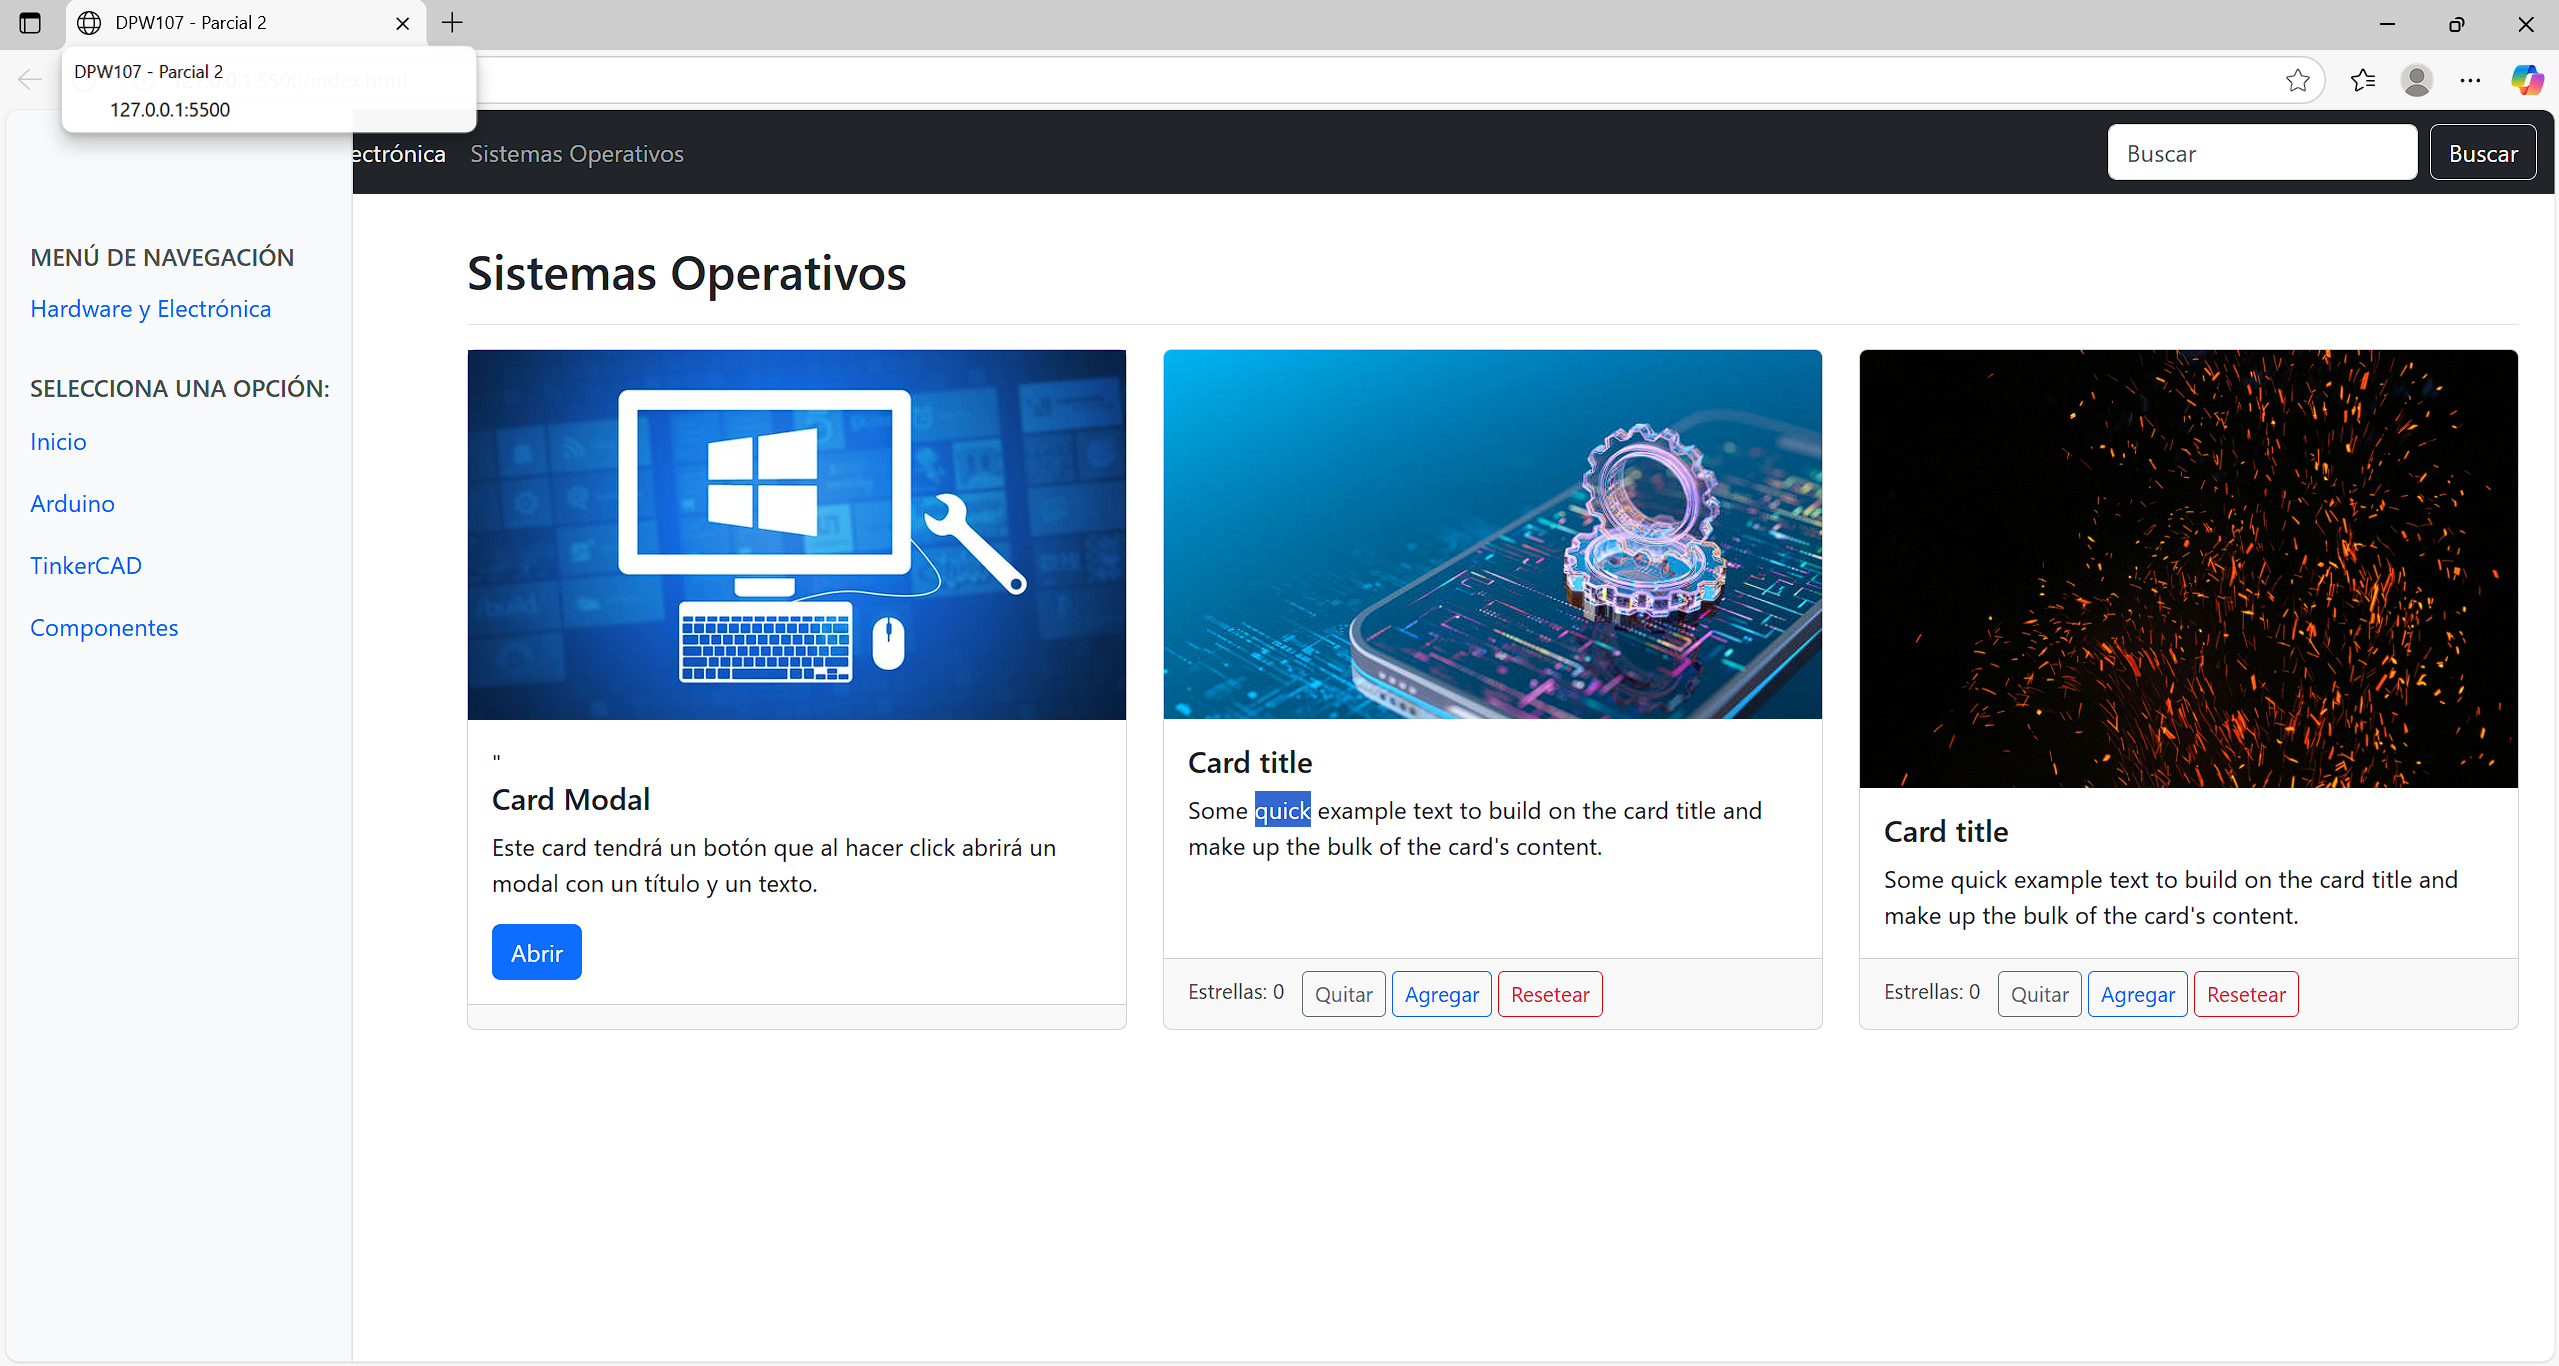 DPW107 - Parcial 2
DPW107 - Parcial 2
127.0.0.1:5500
ectrónica
Sistemas Operativos
Buscar
Buscar
MENÚ DE NAVEGACIÓN
Hardware y Electrónica
SELECCIONA UNA OPCIÓN:
Inicio
Arduino
TinkerCAD
Componentes
Sistemas Operativos
"
Card Modal
Este card tendrá un botón que al hacer click abrirá un
modal con un título y un texto.
Abrir
Card title
Some quick example text to build on the card title and
make up the bulk of the card's content.
Estrellas: 0
Quitar
Agregar
Resetear
Card title
Some quick example text to build on the card title and
make up the bulk of the card's content.
Estrellas: 0
Quitar
Agregar
Resetear